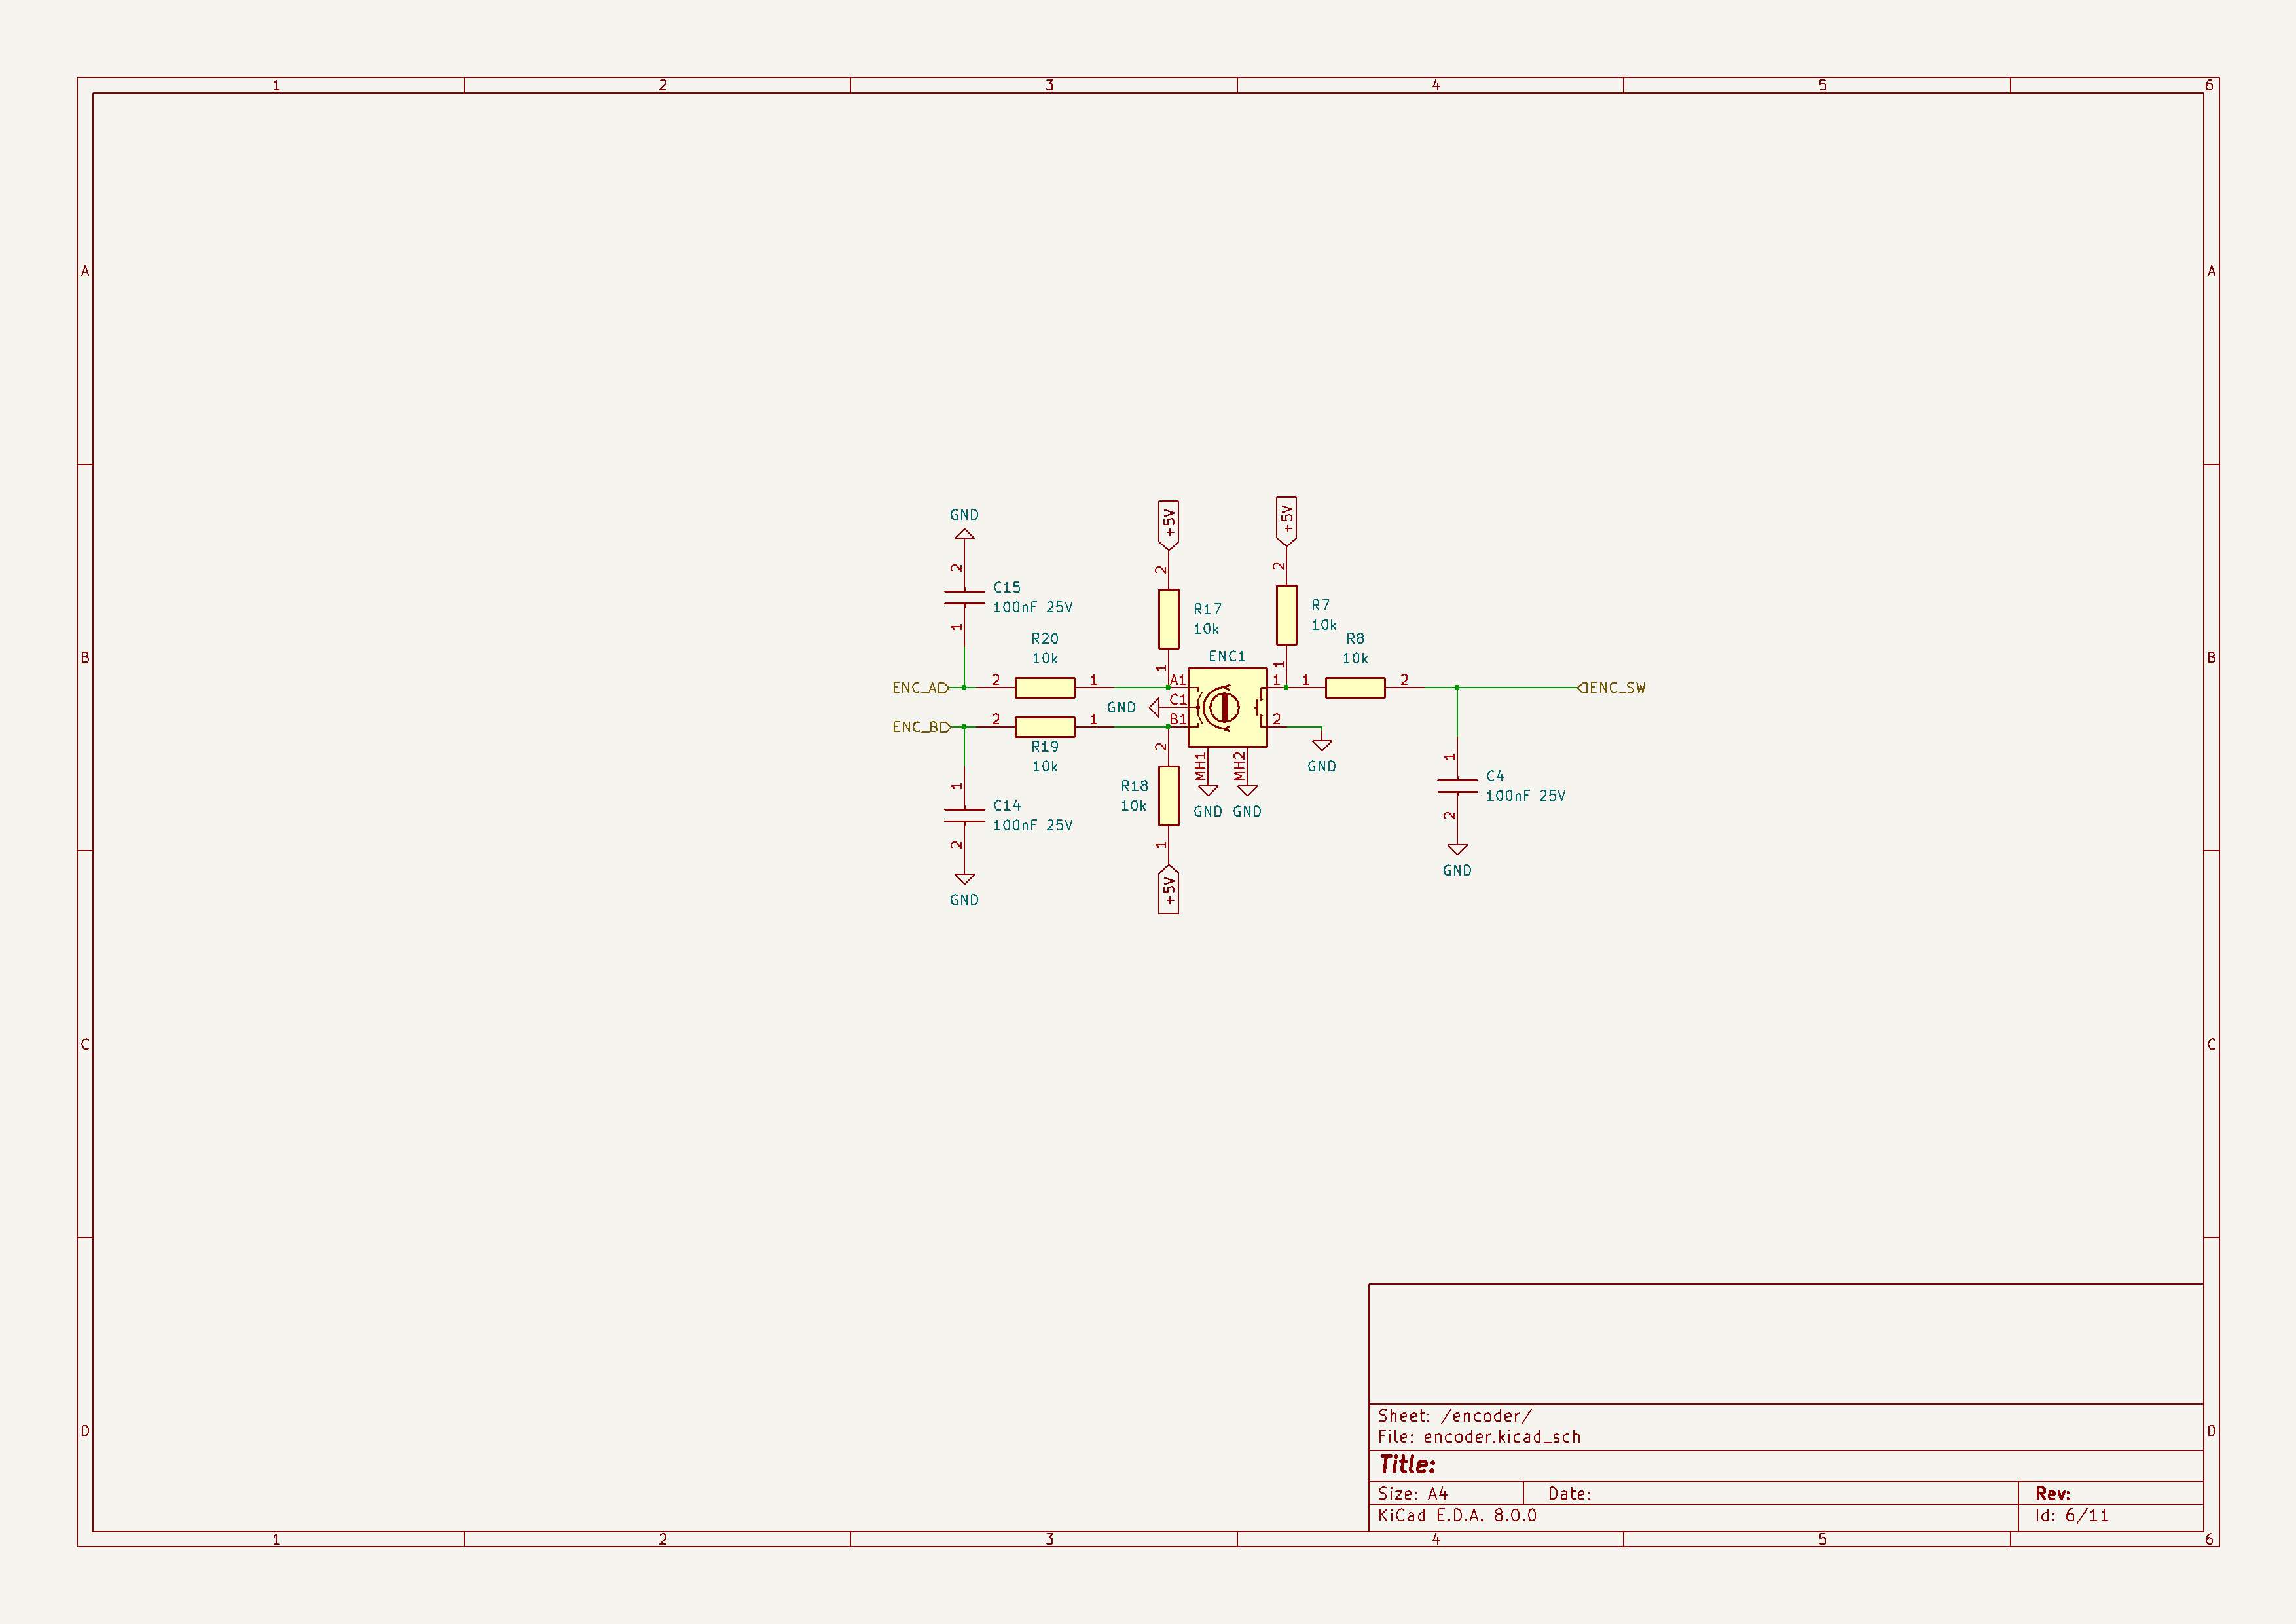 1 2 3 4 5 6
A A
GND
+5V +5V
2
2 2
C15
100nF 25V
R17
10k
R7
10k
1
R20
10k
R8
10k
B B
ENC1
1 1
ENC_A 2 1 A1 1 1 2 ENC_SW
GND C1
ENC_B 2 1 B1 2
R19
10k
2
MH1 MH2
GND
1
C4
100nF 25V
1
R18
10k
C14
100nF 25V
GND GND
2
2
1
GND
GND
+5V
C C
Sheet: /encoder/
File: encoder.kicad_sch
D D
Title:
Size: A4 Date: Rev:
KiCad E.D.A. 8.0.0 Id: 6/11
1 2 3 4 5 6